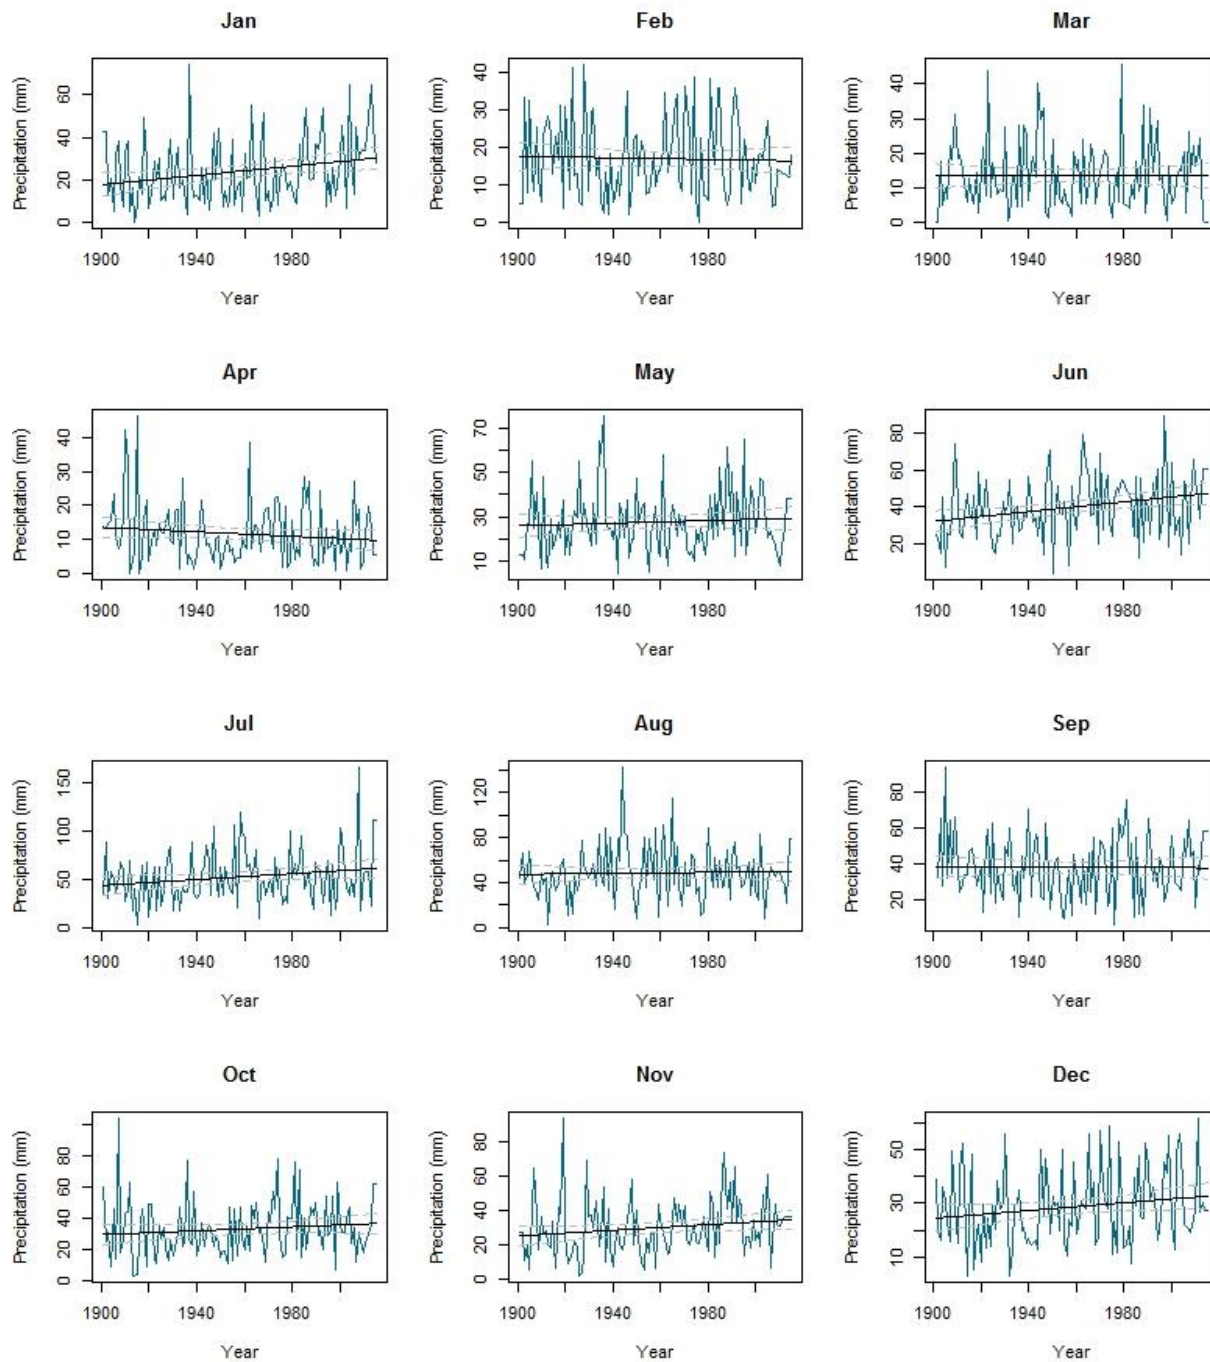 Jan
Precipitation (mm)
0 20 40 60
1900 1940 1980
Year
Feb
Precipitation (mm)
0 10 20 30 40
1900 1940 1980
Year
Mar
Precipitation (mm)
0 10 20 30 40
1900 1940 1980
Year
Apr
Precipitation (mm)
0 10 20 30 40
1900 1940 1980
Year
May
Precipitation (mm)
10 30 50 70
1900 1940 1980
Year
Jun
Precipitation (mm)
20 40 60 80
1900 1940 1980
Year
Jul
Precipitation (mm)
0 50 100 150
1900 1940 1980
Year
Aug
Precipitation (mm)
0 40 80 120
1900 1940 1980
Year
Sep
Precipitation (mm)
20 40 60 80
1900 1940 1980
Year
Oct
Precipitation (mm)
0 20 40 60 80
1900 1940 1980
Year
Nov
Precipitation (mm)
0 20 40 60 80
1900 1940 1980
Year
Dec
Precipitation (mm)
10 30 50
1900 1940 1980
Year